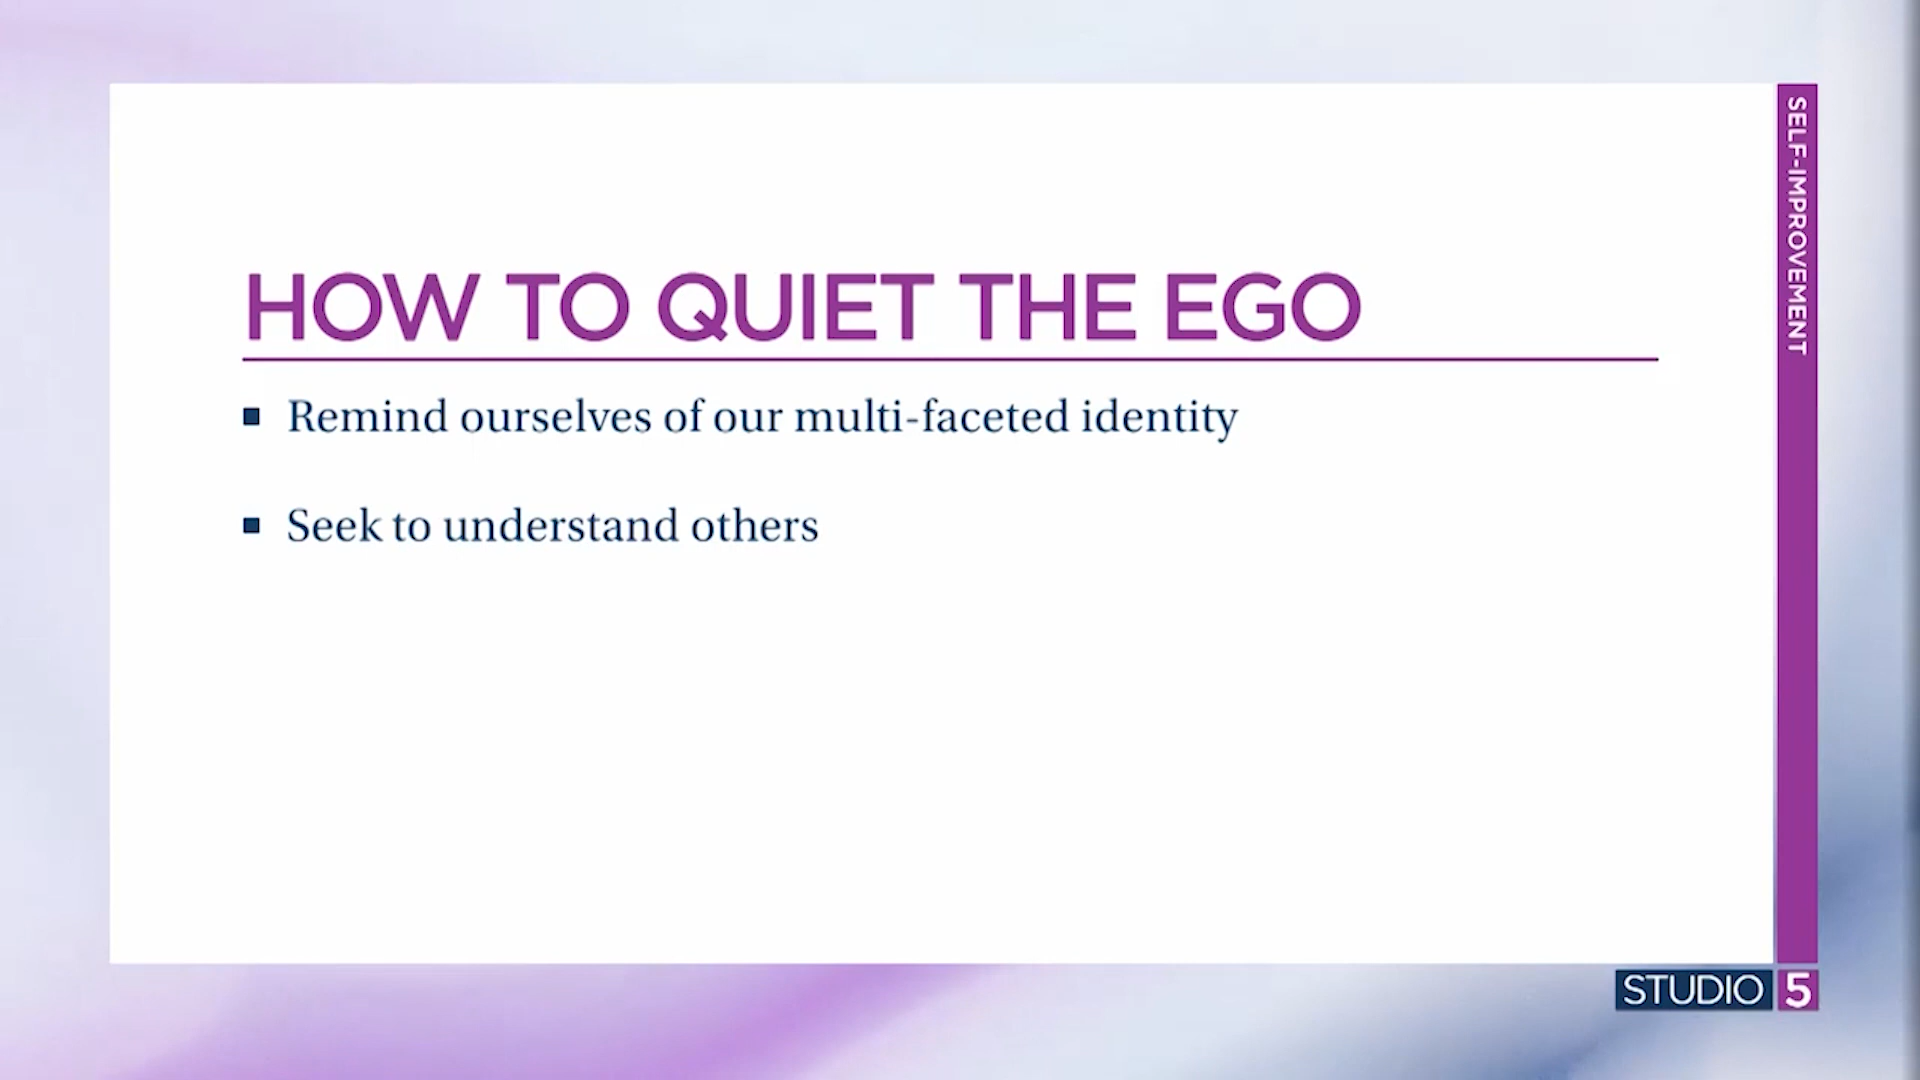 SELF-IMPROVEMENT
HOW TO QUIET THE EGO
Remind ourselves of our multi-faceted identity
Seek to understand others
STUDIO 5